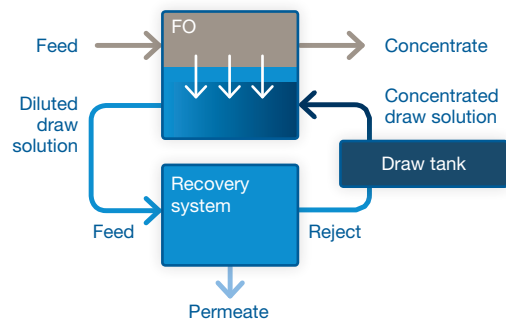 FO
Feed
Concentrate
Diluted
draw
solution
Concentrated
draw solution
Draw tank
Recovery
system
Feed
Reject
Permeate